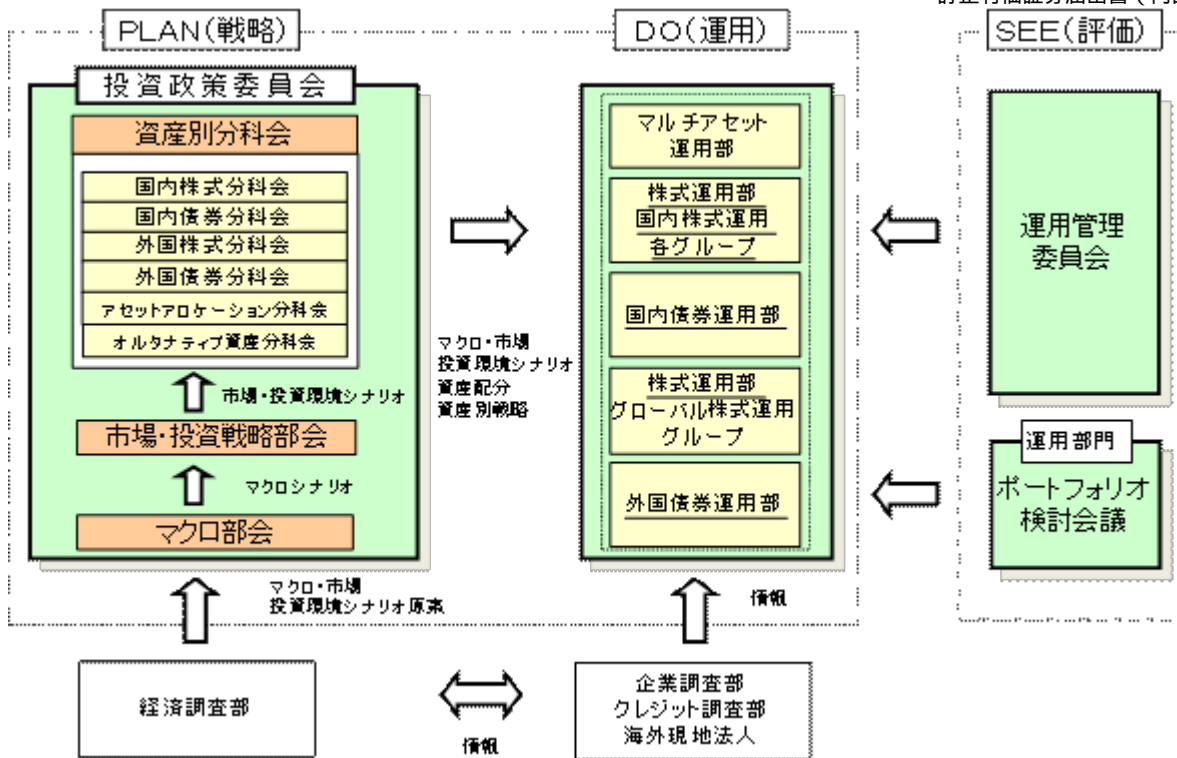 訂正有価証券届出書(内
PLAN(戦略)
投資政策委員会
資産別分科会
国内株式分科会
国内債券分科会
外国株式分科会
外国債券分科会
アセットアロケーション分科会
オルタナティブ資産分科会
市場・投資環境シナリオ
市場・投資戦略部会
マクロシナリオ
マクロ部会
マクロ・市場
投資環境シナリオ
資産配分
資産別戦略
DO(運用)
マルチアセット
運用部
株式運用部
国内株式運用
各グループ
国内債券運用部
株式運用部
グローバル株式運用
グループ
外国債券運用部
SEE(評価)
運用管理
委員会
運用部門
ポートフォリオ
検討会議
マクロ・市場
投資環境シナリオ原案
情報
経済調査部
情報
企業調査部
クレジット調査部
海外現地法人